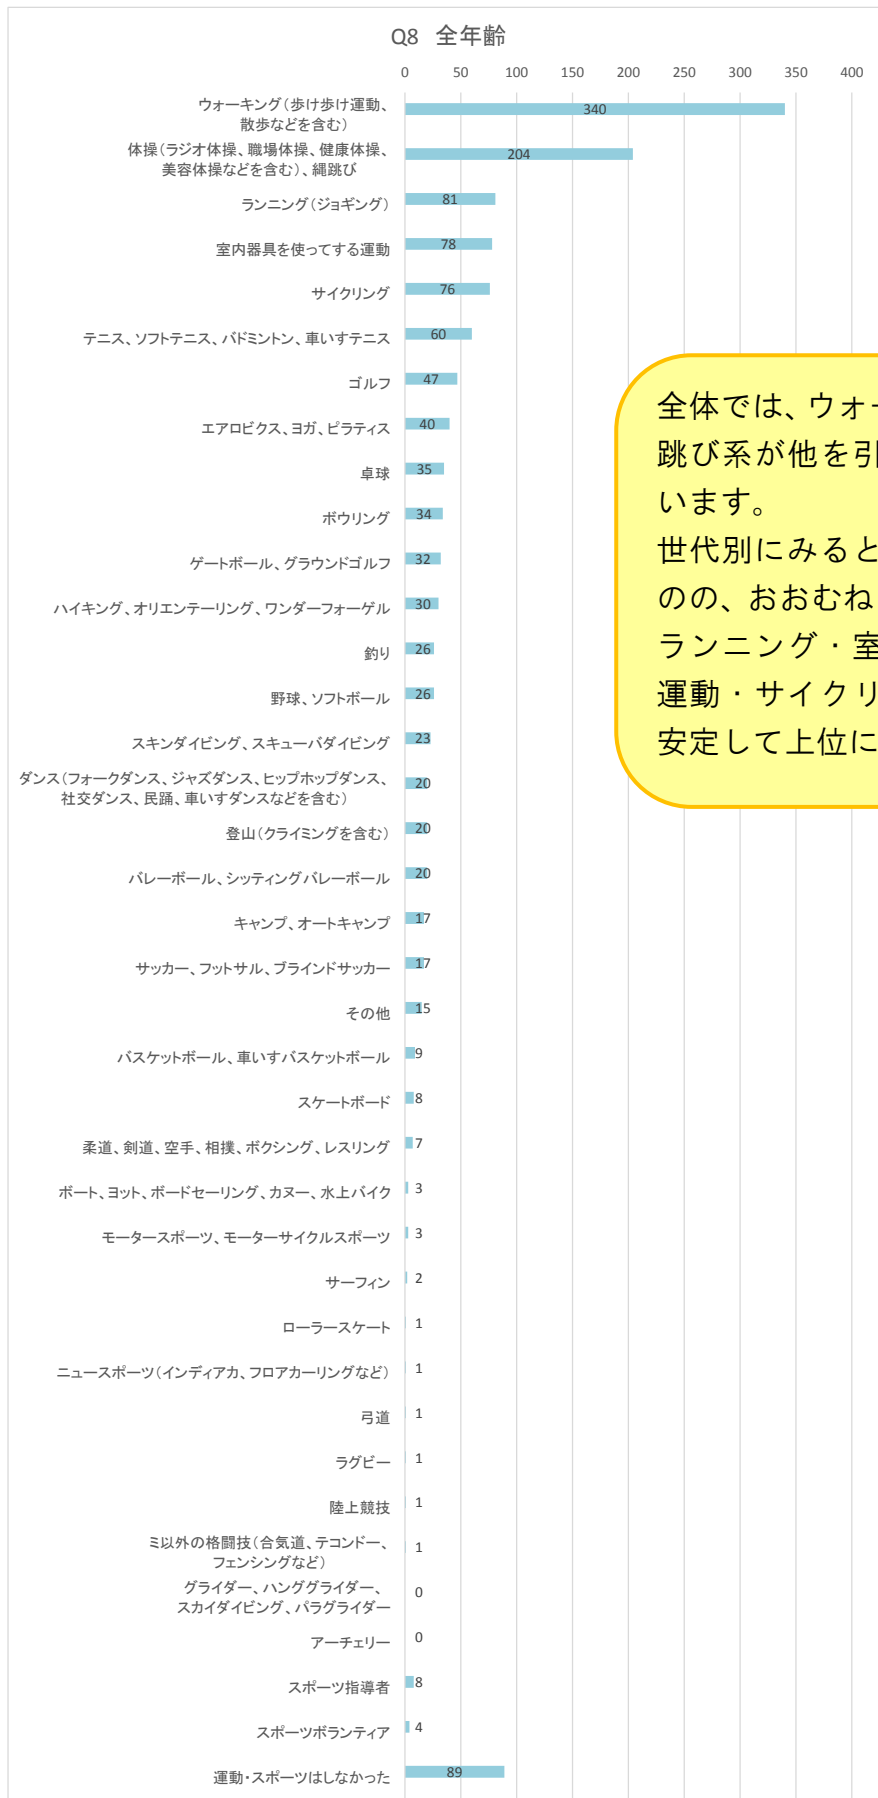 Q8 全年齢
0 50 100 150 200 250 300 350 400
ウォーキング（歩け歩け運動、
散歩などを含む）
340
体操（ラジオ体操、職場体操、健康体操、
美容体操などを含む）、縄跳び
204
ランニング（ジョギング）
81
室内器具を使ってする運動
78
サイクリング
76
テニス、ソフトテニス、バドミントン、車いすテニス
60
ゴルフ
47
エアロビクス、ヨガ、ピラティス
40
卓球
35
ボウリング
34
ゲートボール、グラウンドゴルフ
32
ハイキング、オリエンテーリング、ワンダーフォーゲル
30
釣り
26
野球、ソフトボール
26
スキンダイビング、スキューバダイビング
23
ダンス（フォークダンス、ジャズダンス、ヒップホップダンス、
社交ダンス、民踊、車いすダンスなどを含む）
20
登山（クライミングを含む）
20
バレーボール、シッティングバレーボール
20
キャンプ、オートキャンプ
17
サッカー、フットサル、ブラインドサッカー
17
その他
15
バスケットボール、車いすバスケットボール
9
スケートボード
8
柔道、剣道、空手、相撲、ボクシング、レスリング
7
ボート、ヨット、ボードセーリング、カヌー、水上バイク
3
モータースポーツ、モーターサイクルスポーツ
3
サーフィン
2
ローラースケート
1
ニュースポーツ（インディアカ、フロアカーリングなど）
1
弓道
1
ラグビー
1
陸上競技
1
ミ以外の格闘技（合気道、テコンドー、
フェンシングなど）
1
グライダー、ハンググライダー、
スカイダイビング、パラグライダー
0
アーチェリー
0
スポーツ指導者
8
スポーツボランティア
4
運動・スポーツはしなかった
89
全体では、ウォー
跳び系が他を引
います。
世代別にみると
のの、おおむね
ランニング・室
運動・サイクリ
安定して上位に